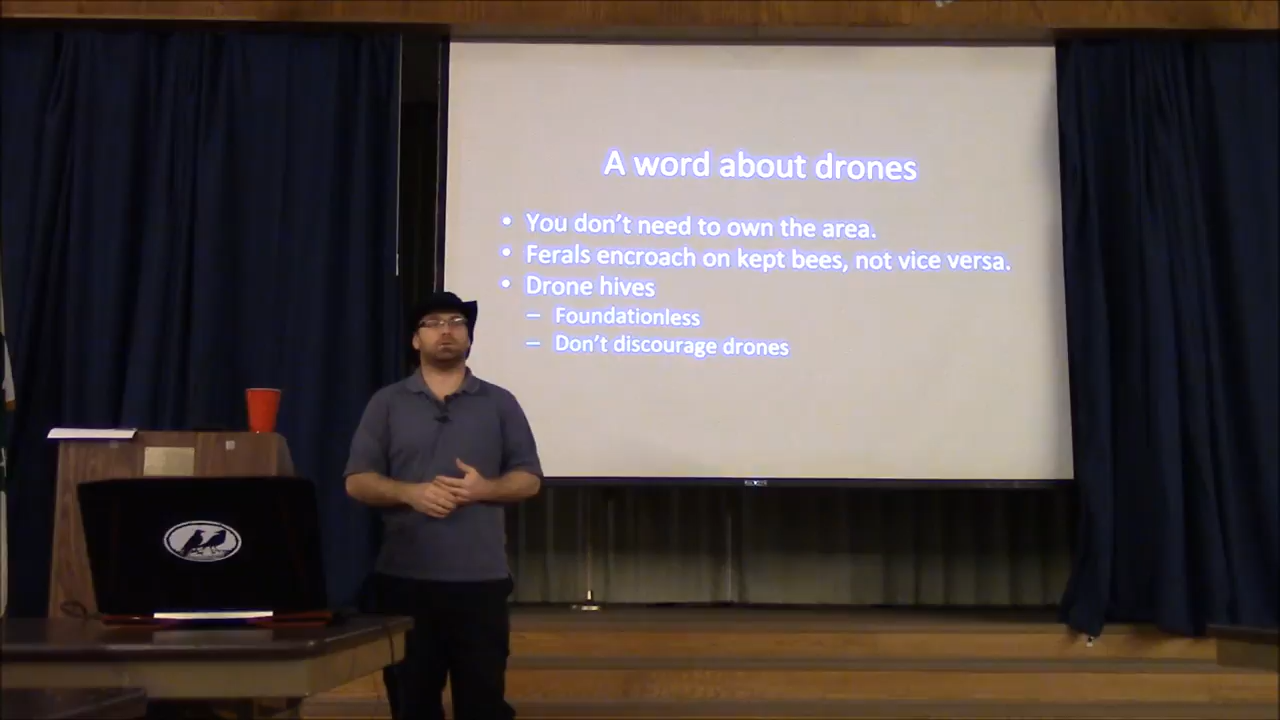 A word about drones
• You don't need to own the area.
• Ferals encroach on kept bees, not vice versa.
• Drone hives
– Foundationless
– Don't discourage drones